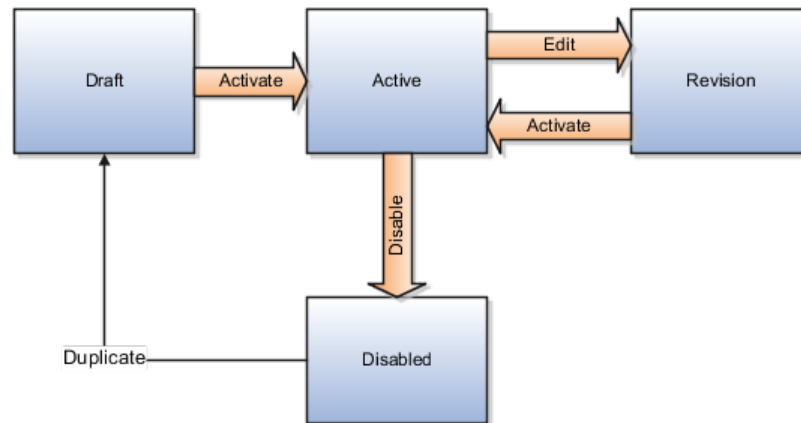 Draft
Activate
Active
Edit
Activate
Revision
Disable
Duplicate
Disabled